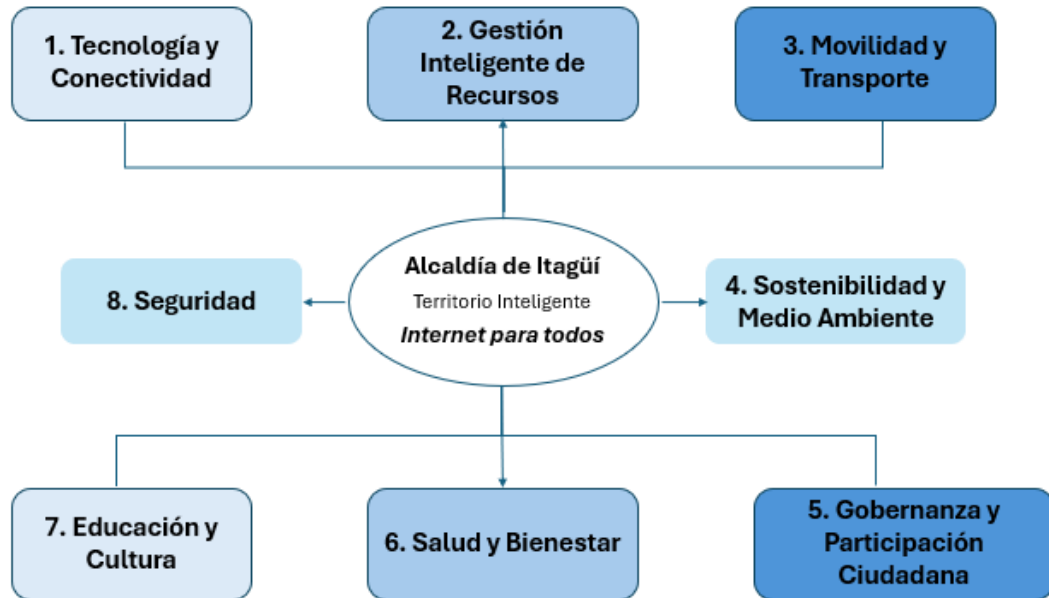 1. Tecnología y
Conectividad
2. Gestión
Inteligente de
Recursos
3. Movilidad y
Transporte
Alcaldía de Itagüí
Territorio Inteligente
Internet para todos
8. Seguridad
4. Sostenibilidad y
Medio Ambiente
7. Educación y
Cultura
6. Salud y Bienestar
5. Gobernanza y
Participación
Ciudadana